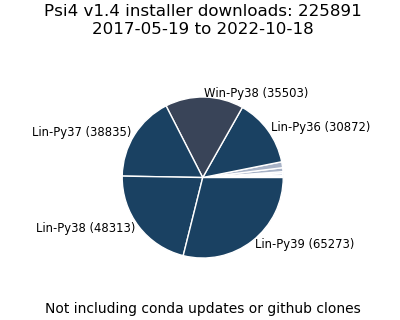 Psi4 v1.4 installer downloads: 225891
2017-05-19 to 2022-10-18
Win-Py38 (35503)
Lin-Py36 (30872)
Lin-Py37 (38835)
Lin-Py38 (48313)
Lin-Py39 (65273)
Not including conda updates or github clones